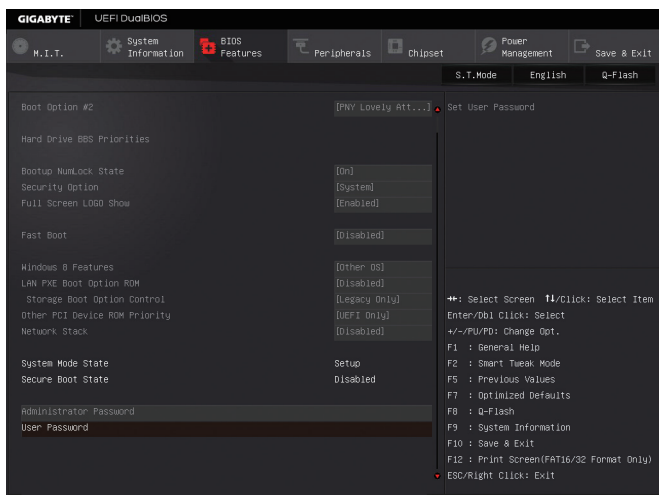 GIGABYTE™ UEFI DualBIOS
M.I.T. System Information BIOS Features Peripherals Chipset Power Management Save & Exit
S.T.Mode English Q-Flash
Boot Option #2 [PNY Lovely Att...]
Hard Drive BBS Priorities
Bootup NumLock State [On]
Security Option [System]
Full Screen LOGO Show [Enabled]
Fast Boot [Disabled]
Windows 8 Features [Other OS]
LAN PXE Boot Option ROM [Disabled]
Storage Boot Option Control [Legacy Only]
Other PCI Device ROM Priority [UEFI Only]
Network Stack [Disabled]
System Mode State Setup
Secure Boot State Disabled
Administrator Password
User Password
Set User Password
→←: Select Screen ↑↓/Click: Select Item
Enter/Dbl Click: Select
+/-/PU/PD: Change Opt.
F1 : General Help
F2 : Smart Tweak Mode
F5 : Previous Values
F7 : Optimized Defaults
F8 : Q-Flash
F9 : System Information
F10 : Save & Exit
F12 : Print Screen(FAT16/32 Format Only)
ESC/Right Click: Exit